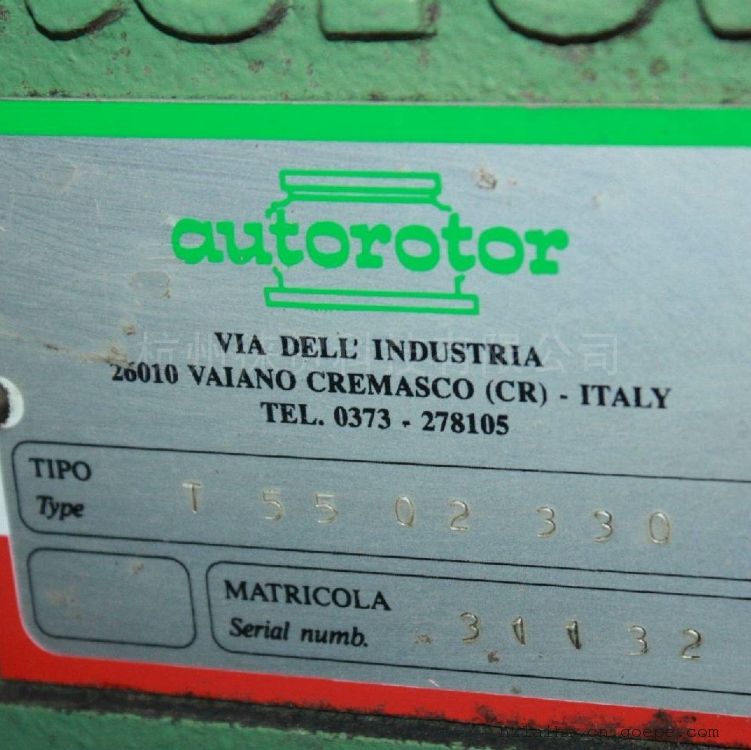 autorotor
VIA DELL' INDUSTRIA
26010 VAIANO CREMASCO (CR) - ITALY
TEL. 0373 - 278105
TIPO
Type T 55 02 330
MATRICOLA
Serial numb. 31132